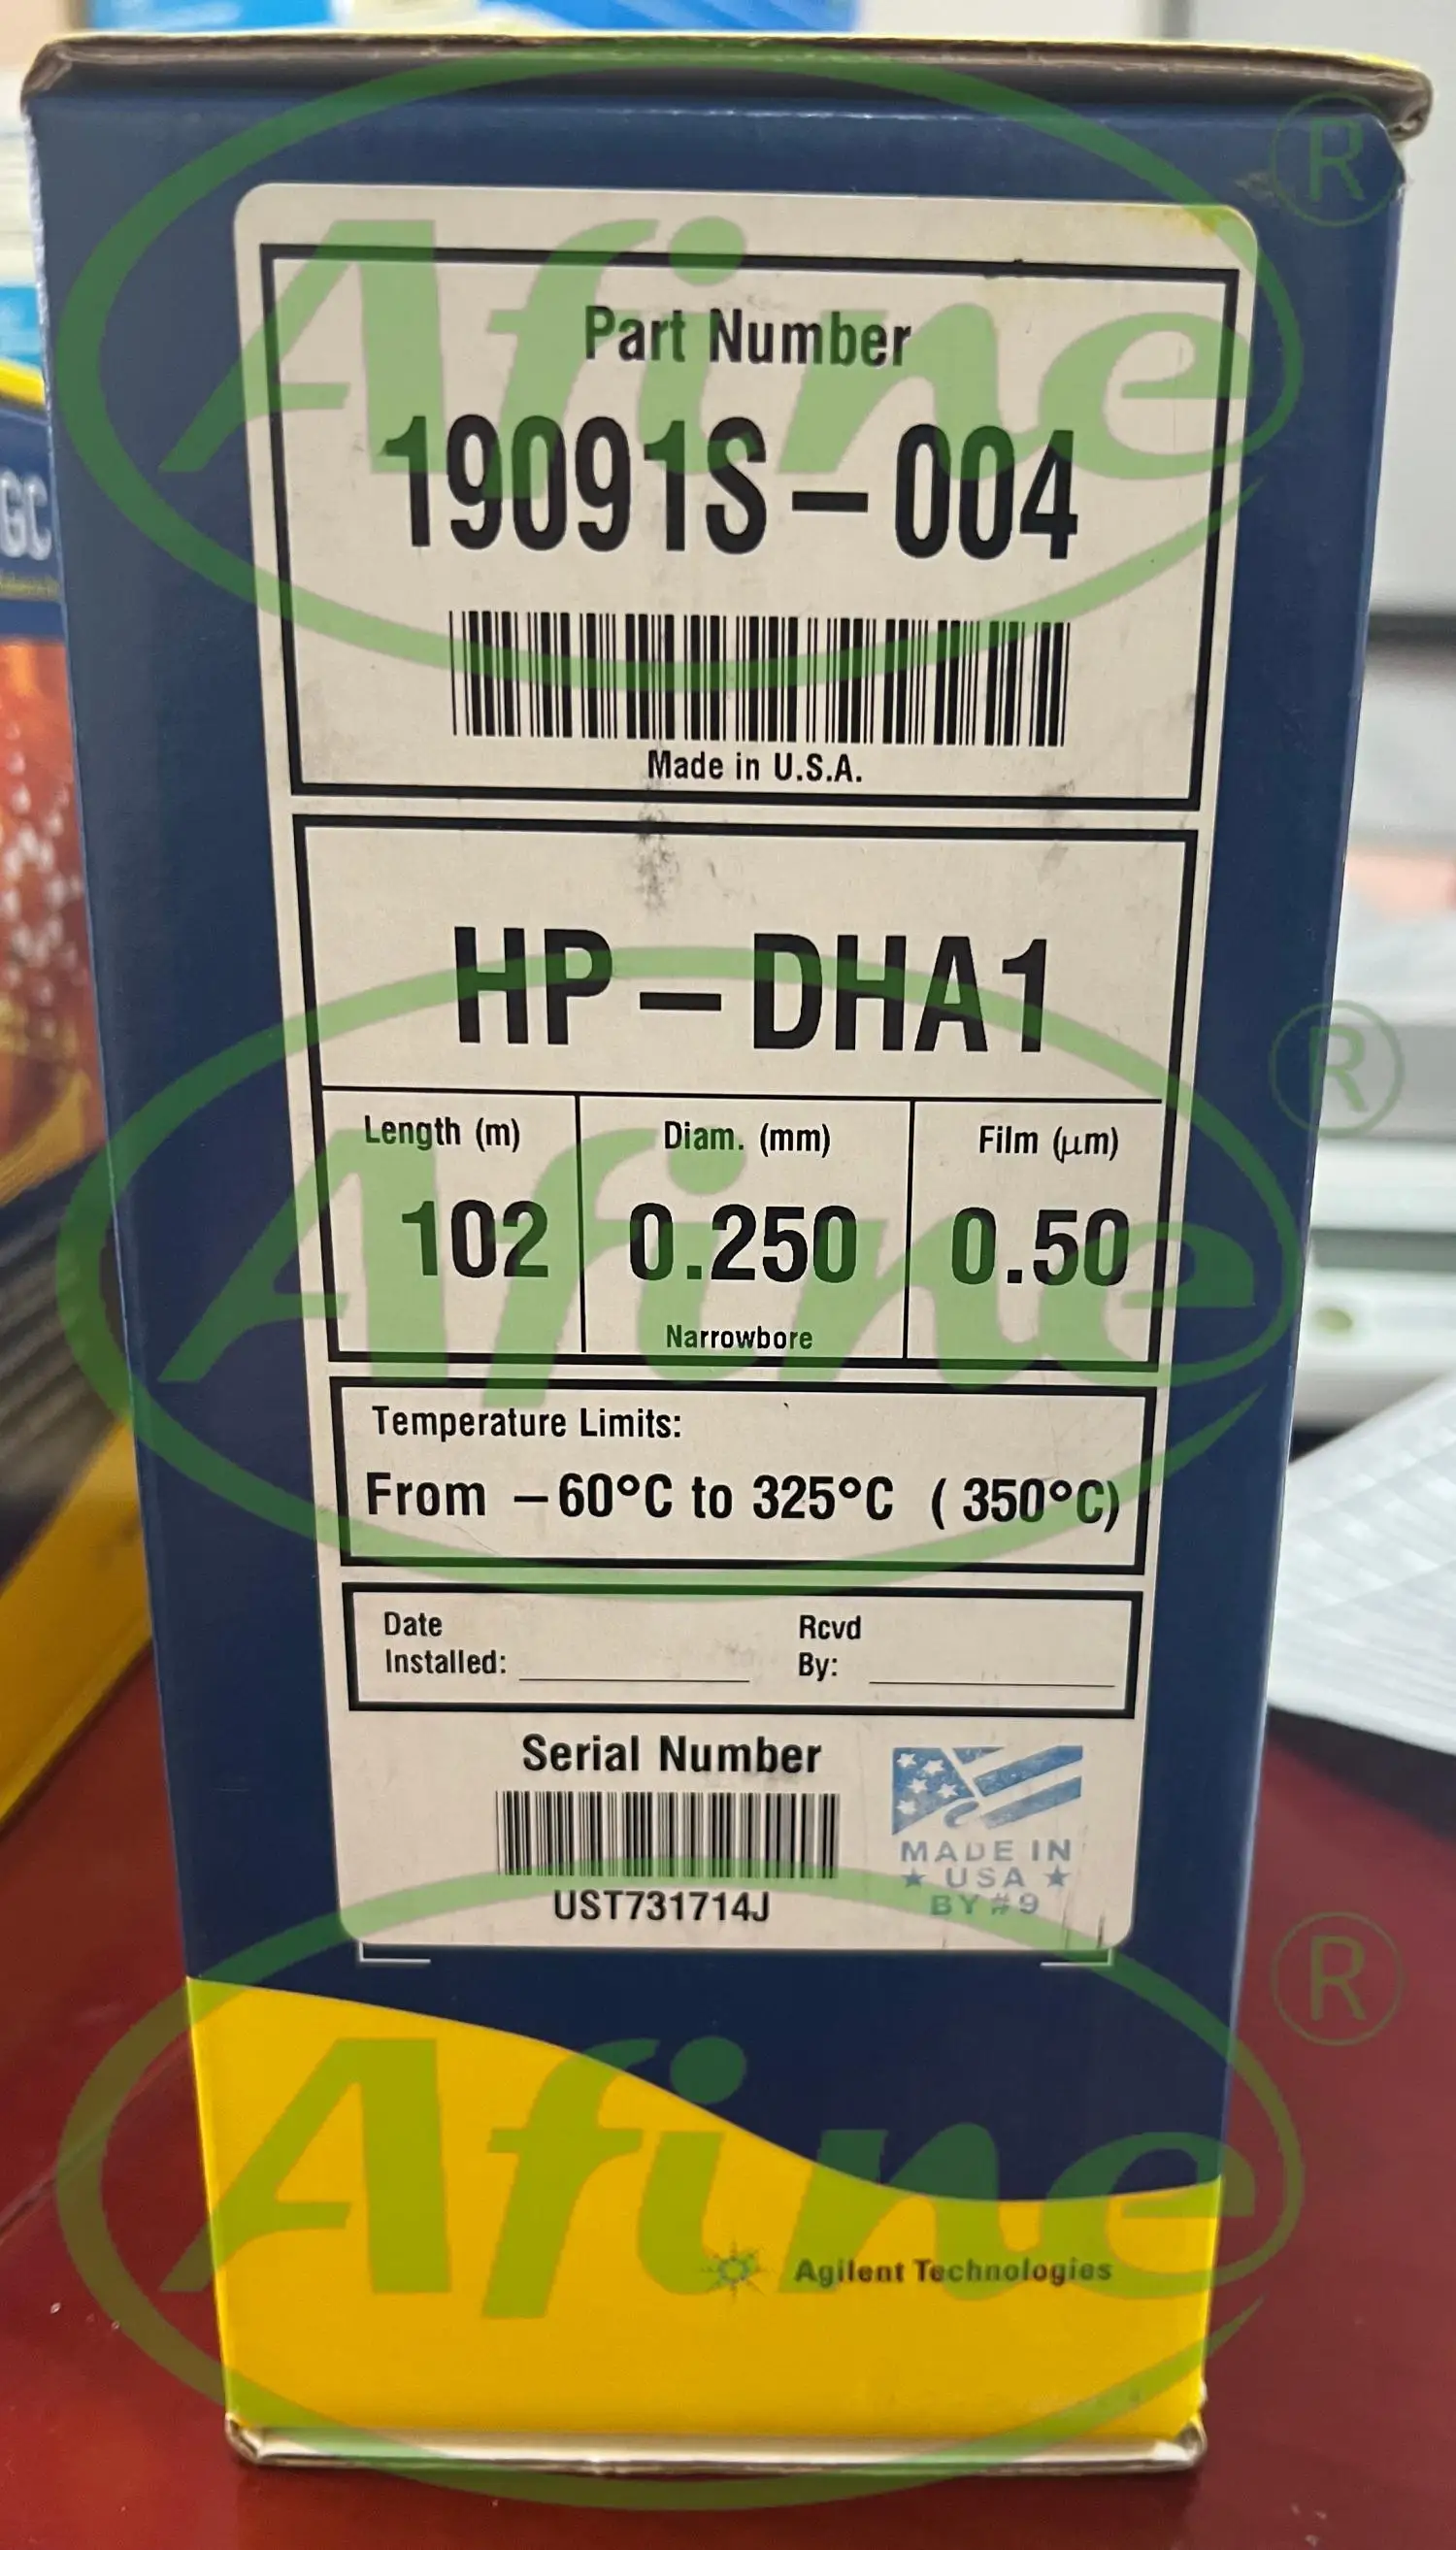 Afine ®
Part Number
19091S-004
Made in U.S.A.
HP-DHA1
Afine ®
Length (m) Diam. (mm) Film (μm)
102 0.250 0.50
Narrowbore
Temperature Limits:
From -60°C to 325°C (350°C)
Date Installed: Rcvd By:
Serial Number
UST731714J
MADE IN
★ USA ★
BY #9
Afine ®
Agilent Technologies
GC